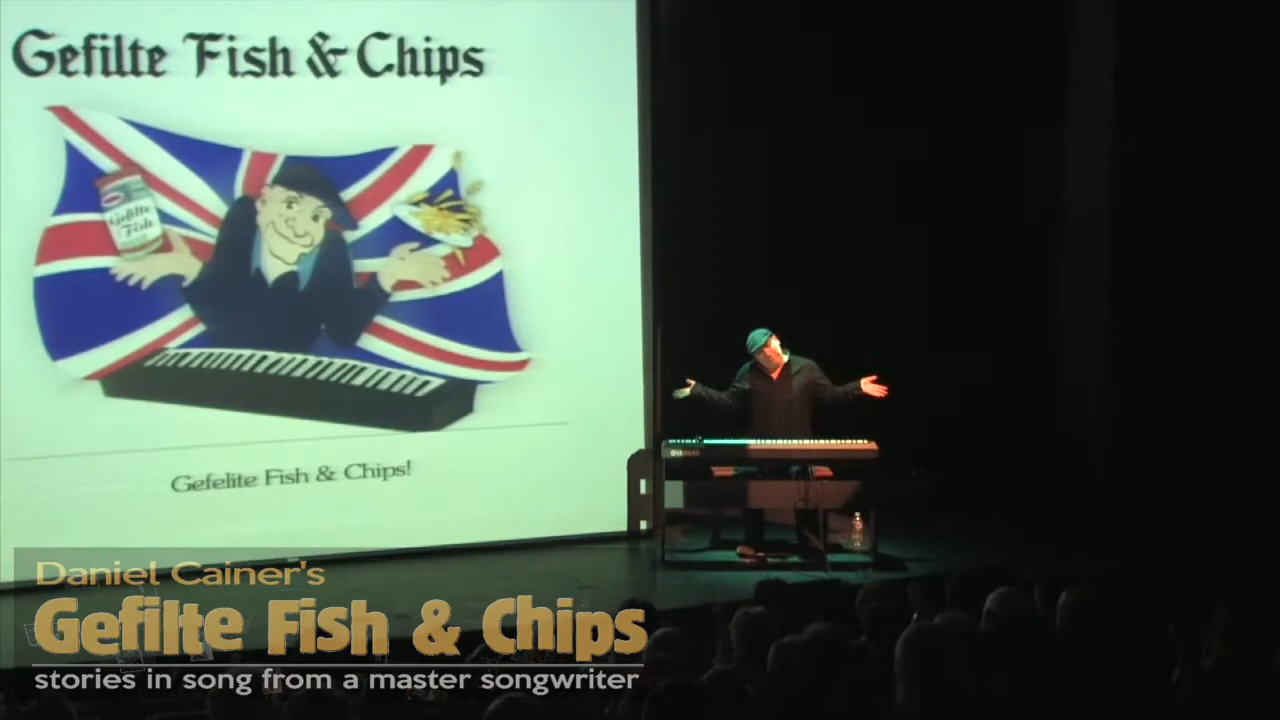 Gefilte Fish & Chips
Gefilte
Fish
Gefelite Fish & Chips!
Daniel Cainer's
Gefilte Fish & Chips
stories in song from a master songwriter